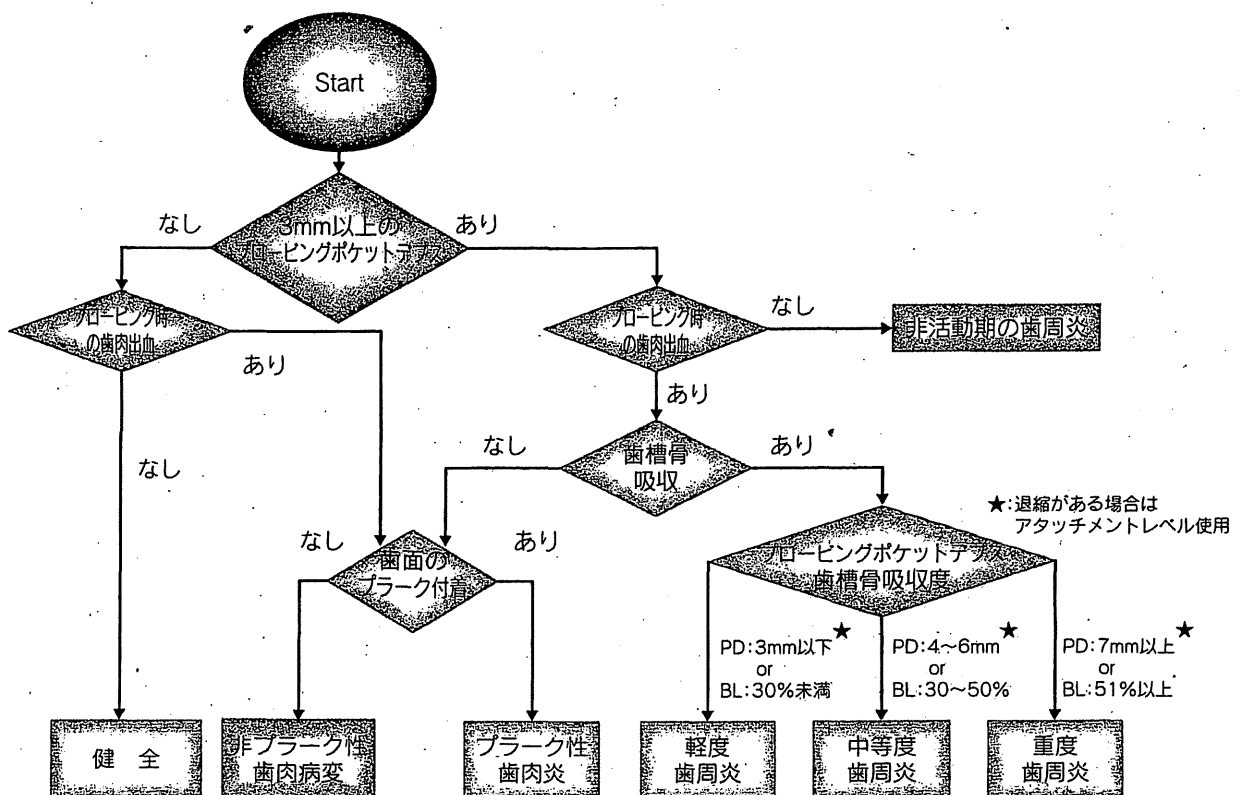 Start
なし
3mm以上の
プロービングポケットデプス
あり
プロービング時
の歯肉出血
プロービング時
の歯肉出血
なし
非活動期の歯周炎
あり
あり
なし
なし
歯槽骨
吸収
あり
★:退縮がある場合は
アタッチメントレベル使用
なし
歯面の
プラーク付着
あり
プロービングポケットデプス
歯槽骨吸収度
PD:3mm以下★
or
BL:30%未満
PD:4〜6mm★
or
BL:30〜50%
PD:7mm以上★
or
BL:51%以上
健 全
非プラーク性
歯肉病変
プラーク性
歯肉炎
軽度
歯周炎
中等度
歯周炎
重度
歯周炎